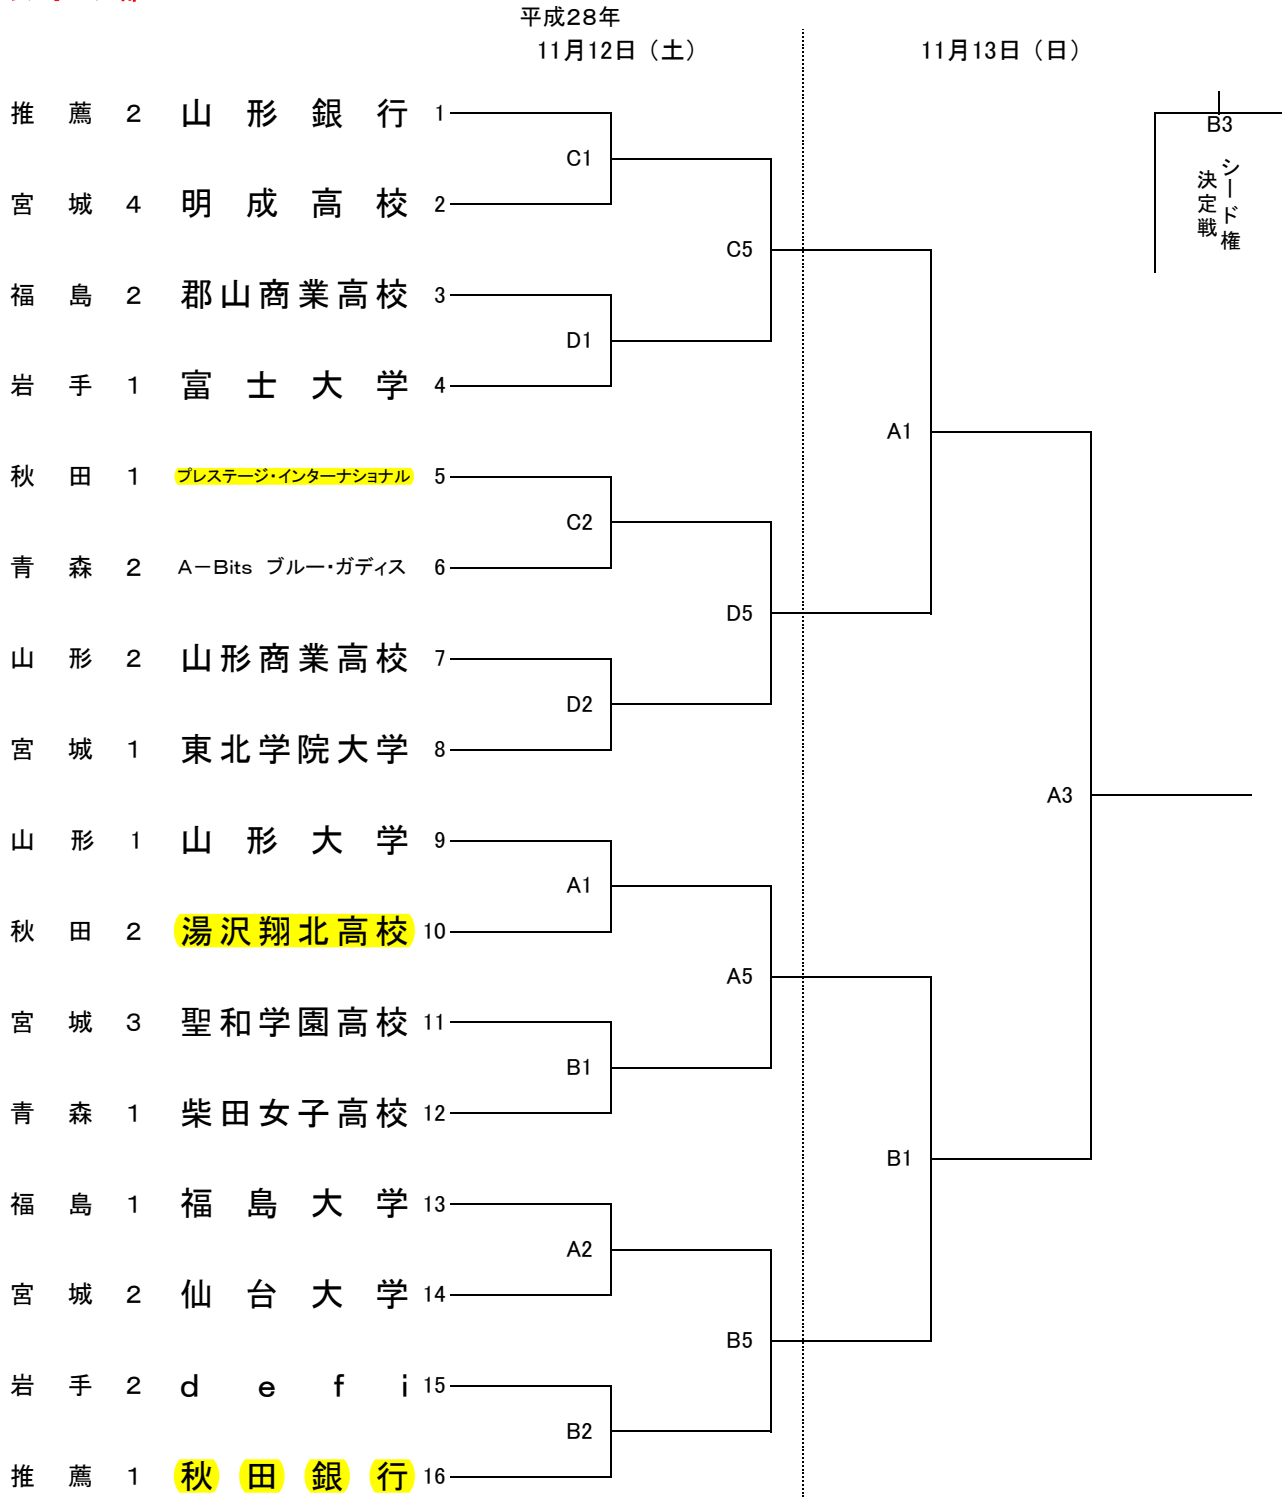 平成28年
11月12日（土） 11月13日（日）
推 薦 2 山形銀行 1
B3
C1
シード権
決定戦
宮 城 4 明成高校 2
C5
福 島 2 郡山商業高校 3
D1
岩 手 1 富士大学 4
A1
秋 田 1 プレステージ・インターナショナル 5
C2
青 森 2 A－Bits ブルー・ガディス 6
D5
山 形 2 山形商業高校 7
D2
宮 城 1 東北学院大学 8
A3
山 形 1 山形大学 9
A1
秋 田 2 湯沢翔北高校 10
A5
宮 城 3 聖和学園高校 11
B1
青 森 1 柴田女子高校 12
B1
福 島 1 福島大学 13
A2
宮 城 2 仙台大学 14
B5
岩 手 2 ｄｅｆｉ 15
B2
推 薦 1 秋田銀行 16